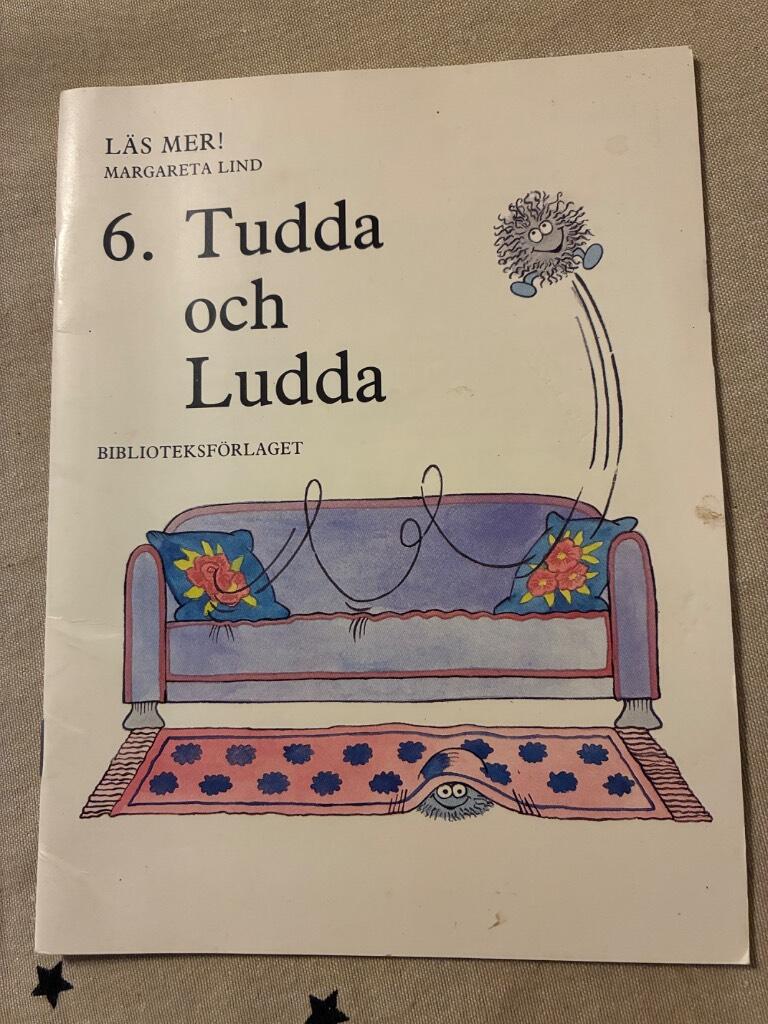 LÄS MER!
MARGARETA LIND
6. Tudda
och
Ludda
BIBLIOTEKSFÖRLAGET